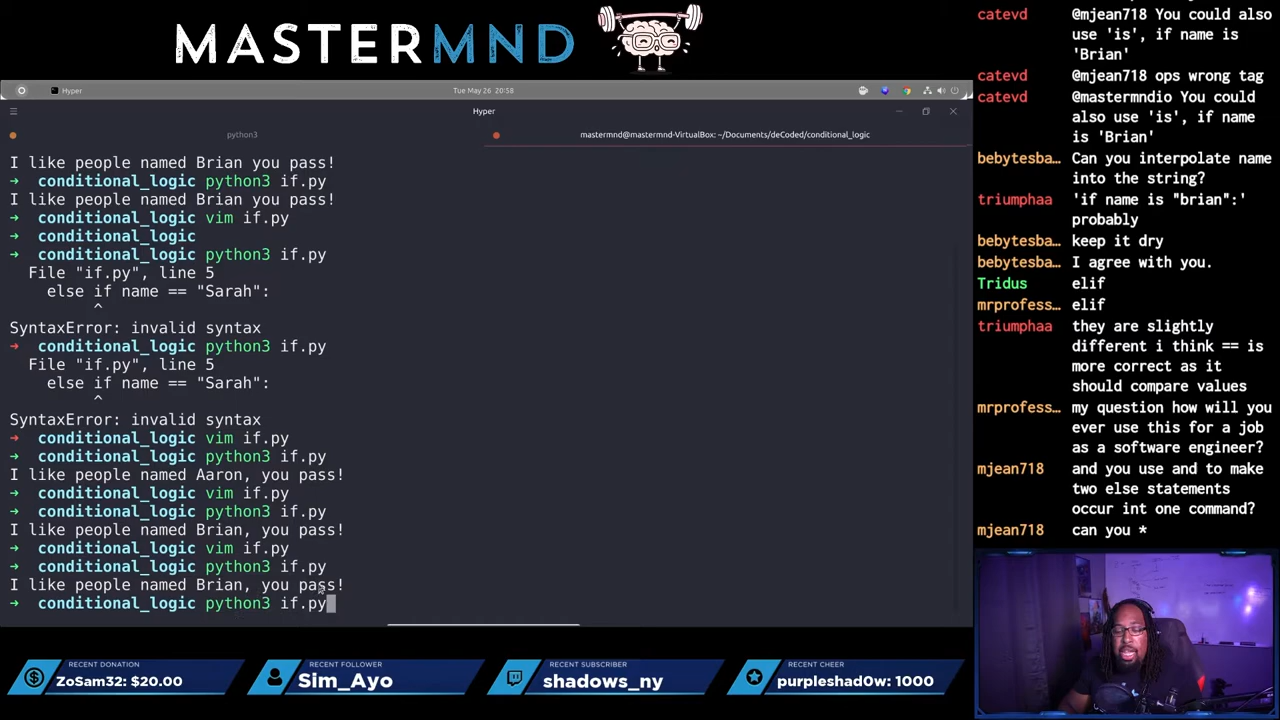 MASTERMND
Hyper
Tue May 26 20:58
Hyper
python3
mastermnd@mastermnd-VirtualBox: ~/Documents/deCoded/conditional_logic
I like people named Brian you pass!
→ conditional_logic python3 if.py
I like people named Brian you pass!
→ conditional_logic vim if.py
→ conditional_logic
→ conditional_logic python3 if.py
File "if.py", line 5
else if name == "Sarah":
^
SyntaxError: invalid syntax
→ conditional_logic python3 if.py
File "if.py", line 5
else if name == "Sarah":
^
SyntaxError: invalid syntax
→ conditional_logic vim if.py
→ conditional_logic python3 if.py
I like people named Aaron, you pass!
→ conditional_logic vim if.py
→ conditional_logic python3 if.py
I like people named Brian, you pass!
→ conditional_logic vim if.py
→ conditional_logic python3 if.py
I like people named Brian, you pass!
→ conditional_logic python3 if.py
catevd @mjean718 You could also
use 'is', if name is
'Brian'
catevd @mjean718 ops wrong tag
catevd @mastermndio You could
also use 'is', if name
is 'Brian'
bebytesba… Can you interpolate name
into the string?
triumphaa 'if name is "brian":'
probably
bebytesba… keep it dry
bebytesba… I agree with you.
Tridus elif
mrprofess… elif
triumphaa they are slightly
different i think == is
more correct as it
should compare values
mrprofess… my question how will you
ever use this for a job
as a software engineer?
mjean718 and you use and to make
two else statements
occur int one command?
mjean718 can you *
RECENT DONATION
ZoSam32: $20.00
RECENT FOLLOWER
Sim_Ayo
RECENT SUBSCRIBER
shadows_ny
RECENT CHEER
purpleshad0w: 1000